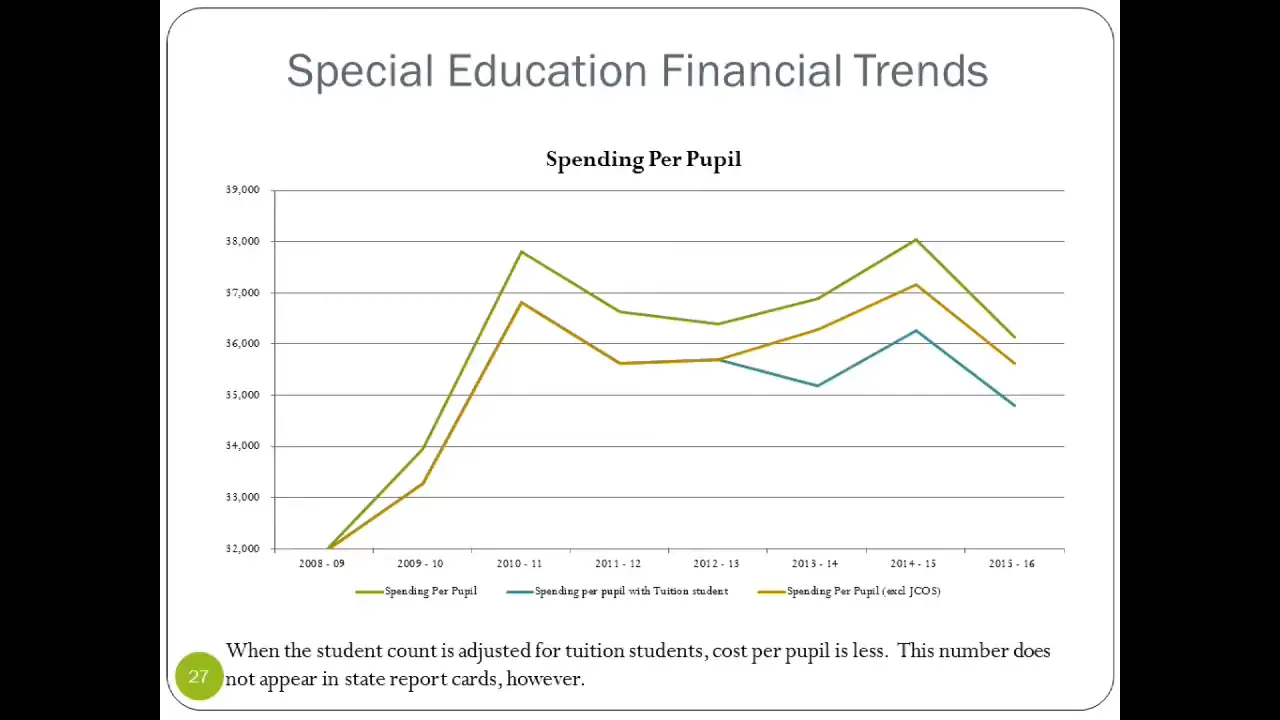 Special Education Financial Trends
Spending Per Pupil
39,000
38,000
37,000
36,000
35,000
34,000
33,000
32,000
2008 - 09 2009 - 10 2010 - 11 2011 - 12 2012 - 13 2013 - 14 2014 - 15 2015 - 16
Spending Per Pupil Spending per pupil with Tuition student Spending Per Pupil (excl JCOS)
When the student count is adjusted for tuition students, cost per pupil is less. This number does
not appear in state report cards, however.
27